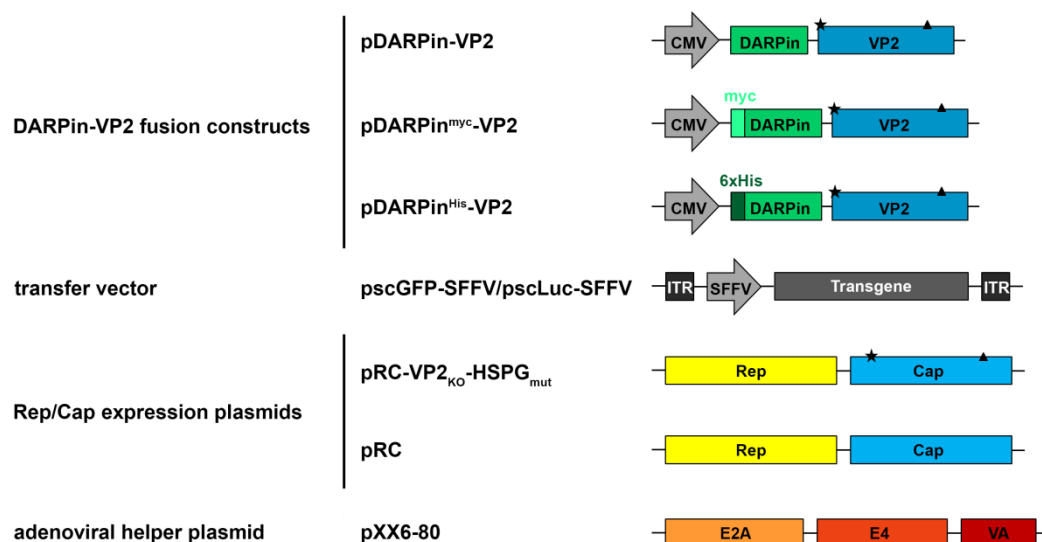 pDARPin-VP2
CMV DARPin VP2
myc
DARPin-VP2 fusion constructs
pDARPinmyc-VP2
CMV DARPin VP2
6xHis
pDARPinHis-VP2
CMV DARPin VP2
transfer vector
pscGFP-SFFV/pscLuc-SFFV
ITR SFFV Transgene ITR
Rep/Cap expression plasmids
pRC-VP2KO-HSPGmut
Rep Cap
pRC
Rep Cap
adenoviral helper plasmid
pXX6-80
E2A E4 VA